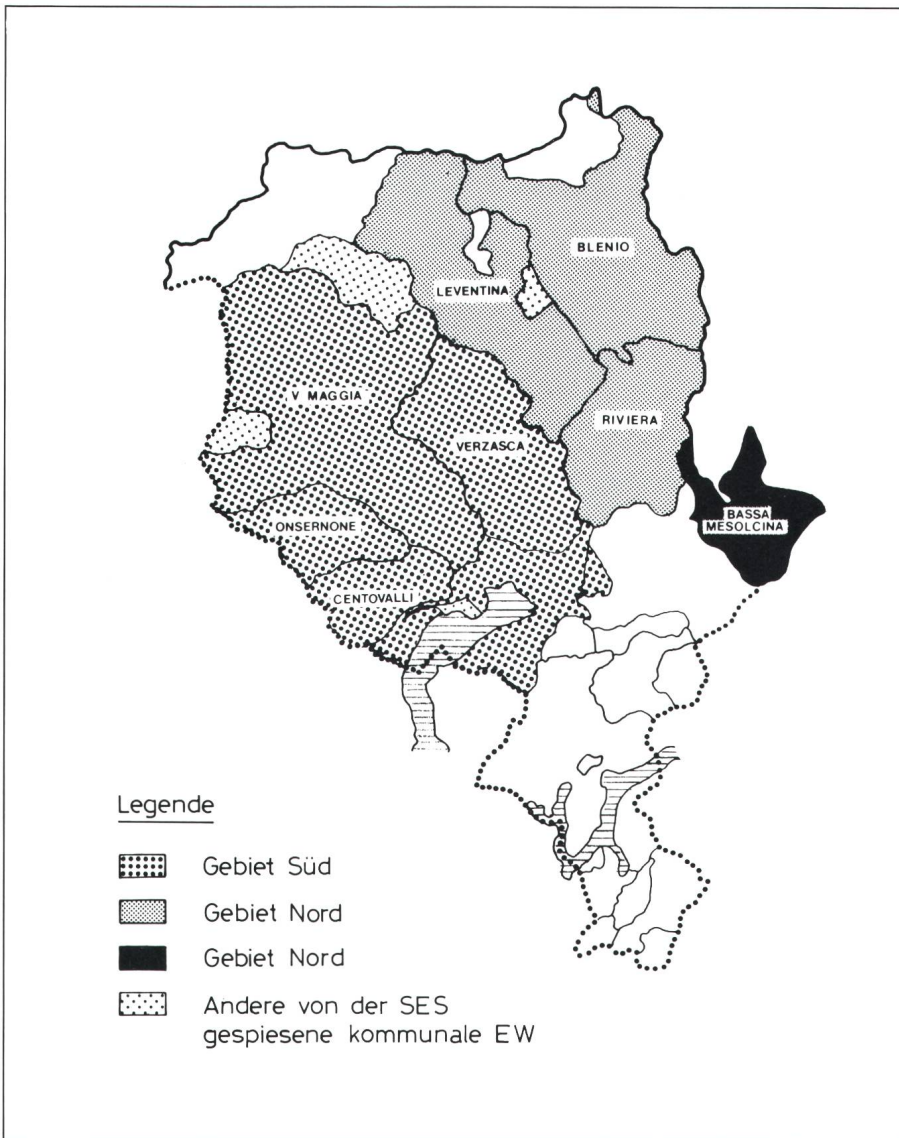 BLENIO
LEVENTINA
V MAGGIA
RIVIERA
VERZASCA
BASSA
MESOLCINA
ONSERNONE
CENTOVALLI
Legende
Gebiet Süd
Gebiet Nord
Gebiet Nord
Andere von der SES
gespiesene kommunale EW